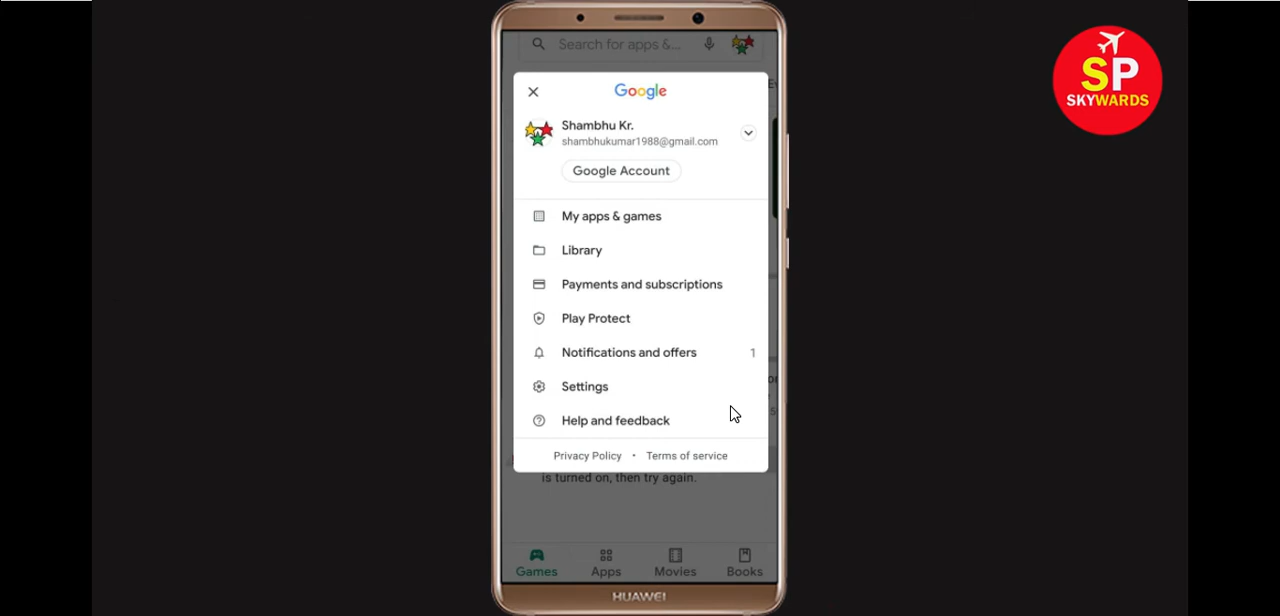 Search for apps &...
SP
SKYWARDS
Google
Shambhu Kr.
shambhukumar1988@gmail.com
Google Account
My apps & games
Library
Payments and subscriptions
Play Protect
Notifications and offers 1
Settings
Help and feedback
Privacy Policy • Terms of service
is turned on, then try again.
Games Apps Movies Books
HUAWEI